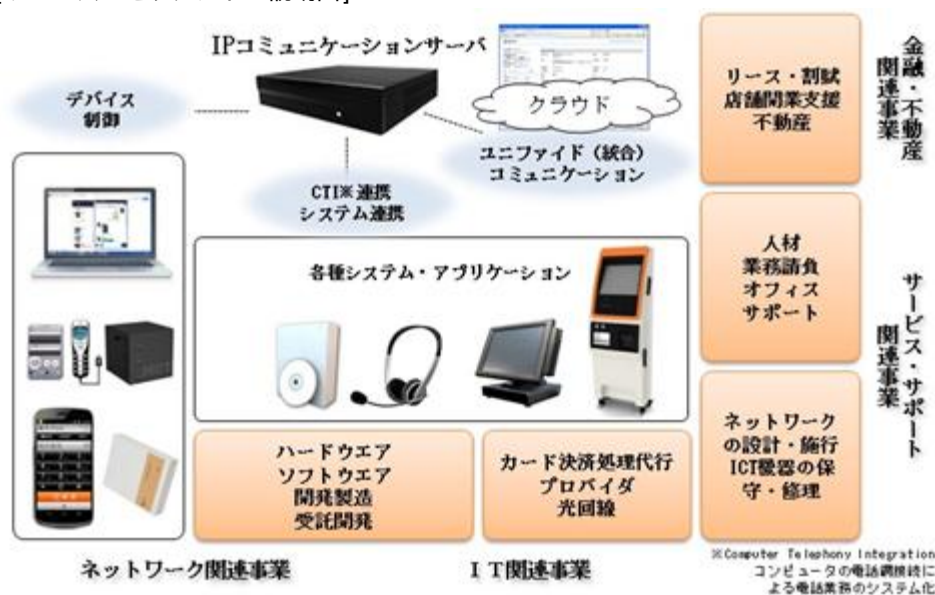 IPコミュニケーションサーバ
デバイス
制御
クラウド
ユニファイド（統合）
コミュニケーション
CTI※連携
システム連携
リース・割賦
店舗開業支援
不動産
金融・不動産
関連事業
各種システム・アプリケーション
人材
業務請負
オフィス
サポート
サービス・サポート
関連事業
ネットワーク
の設計・施行
ICT機器の保
守・修理
ハードウエア
ソフトウエア
開発製造
受託開発
カード決済処理代行
プロバイダ
光回線
ネットワーク関連事業
ＩＴ関連事業
※Computer Telephony Integration
コンピュータの電話網接続に
よる電話業務のシステム化